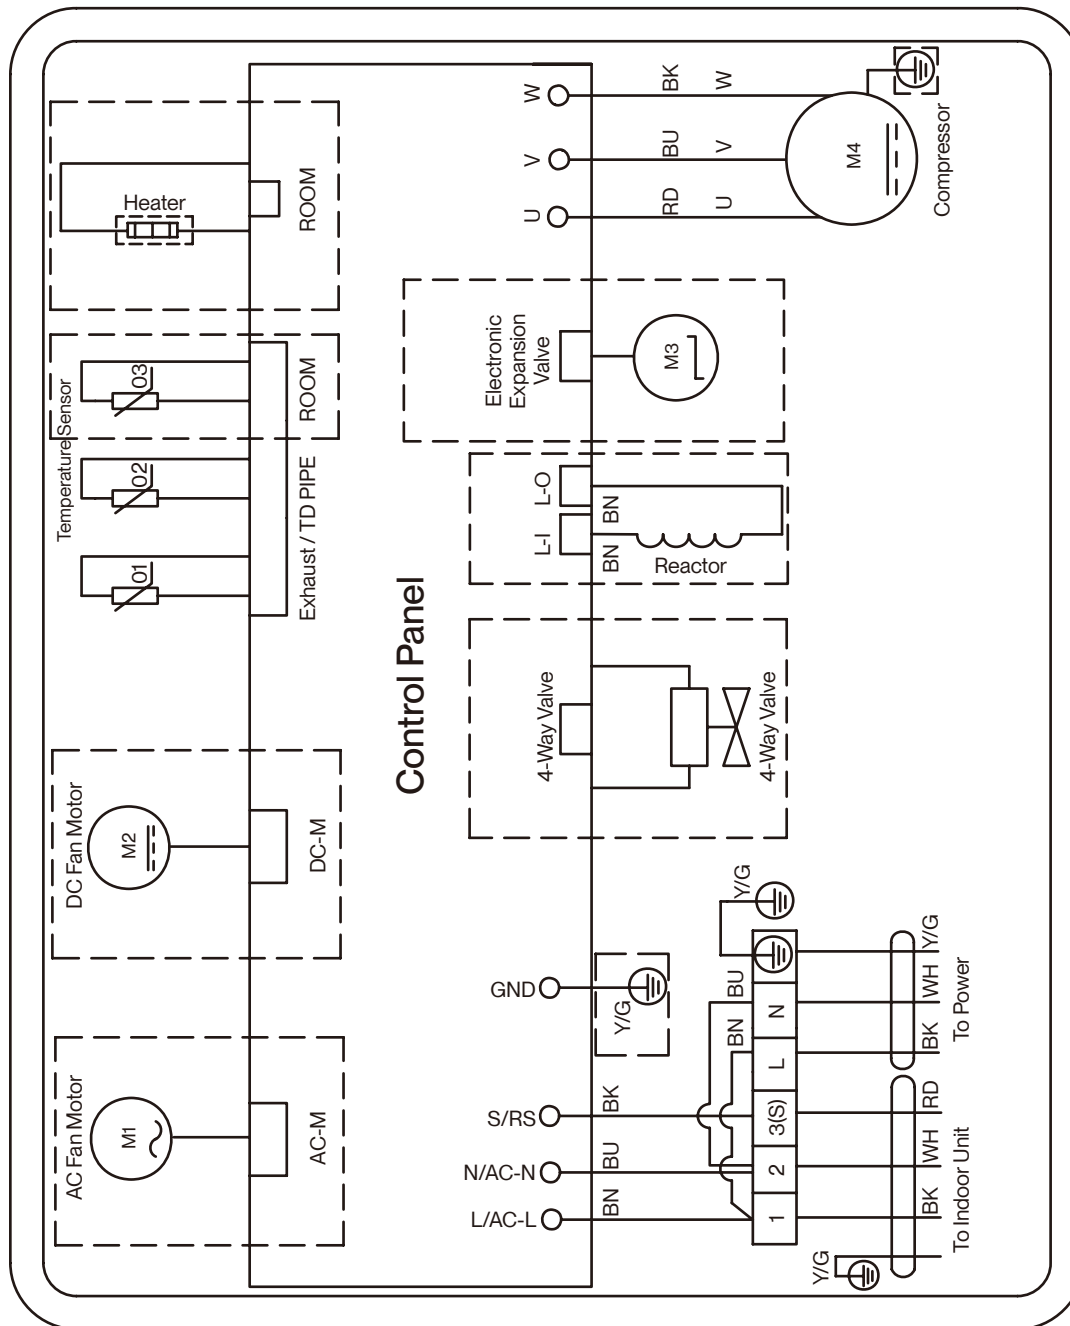 W
BK
W
V
BU
V
U
RD
U
M4
Compressor
Heater
ROOM
Electronic
Expansion
Valve
M3
Temperature Sensor
03
ROOM
02
01
Exhaust / TD PIPE
L-O
BN
L-I
BN
Reactor
Control Panel
4-Way Valve
4-Way Valve
DC Fan Motor
M2
DC-M
AC Fan Motor
M1
AC-M
GND
Y/G
Y/G
S/RS
BK
N/AC-N
BU
L/AC-L
BN
BU
BN
N
L
3(S)
2
1
Y/G
WH
BK
To Power
RD
WH
BK
Y/G
To Indoor Unit